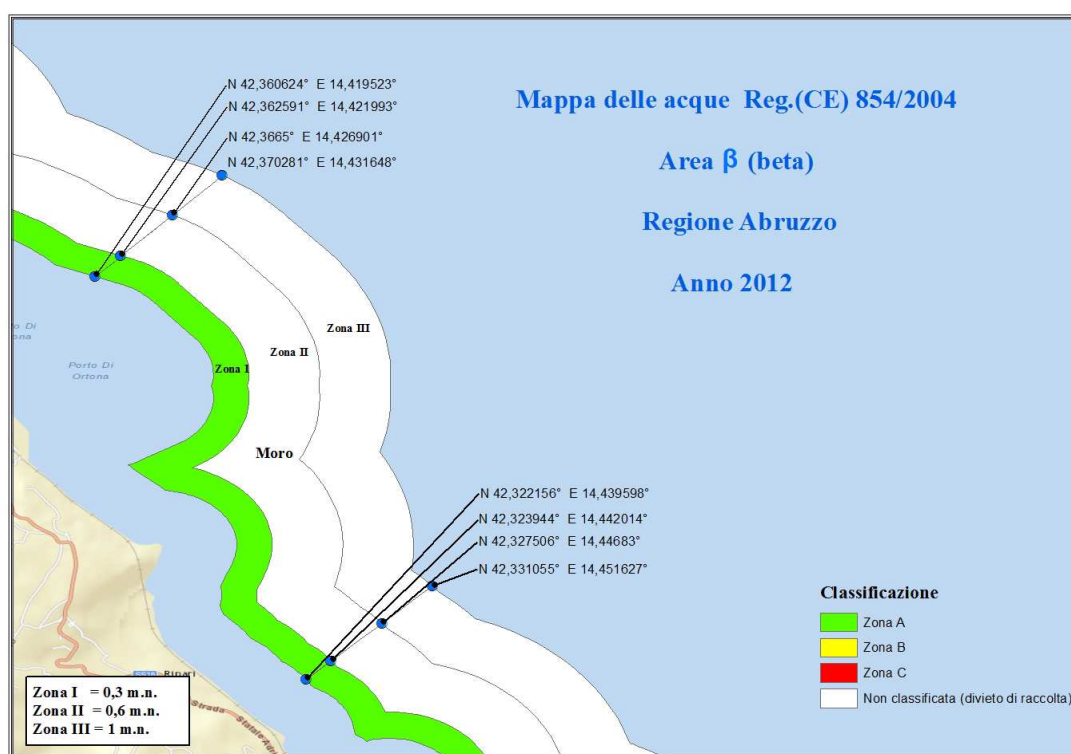 N 42,360624° E 14,419523°
N 42,362591° E 14,421993°
N 42,3665° E 14,426901°
N 42,370281° E 14,431648°
Mappa delle acque Reg.(CE) 854/2004
Area β (beta)
Regione Abruzzo
Anno 2012
Zona III
Zona II
Zona I
Porto Di
Ortona
Moro
N 42,322156° E 14,439598°
N 42,323944° E 14,442014°
N 42,327506° E 14,44683°
N 42,331055° E 14,451627°
Classificazione
Zona A
Zona B
Zona C
Non classificata (divieto di raccolta)
Ripari
Strada
Statale
Zona I = 0,3 m.n.
Zona II = 0,6 m.n.
Zona III = 1 m.n.